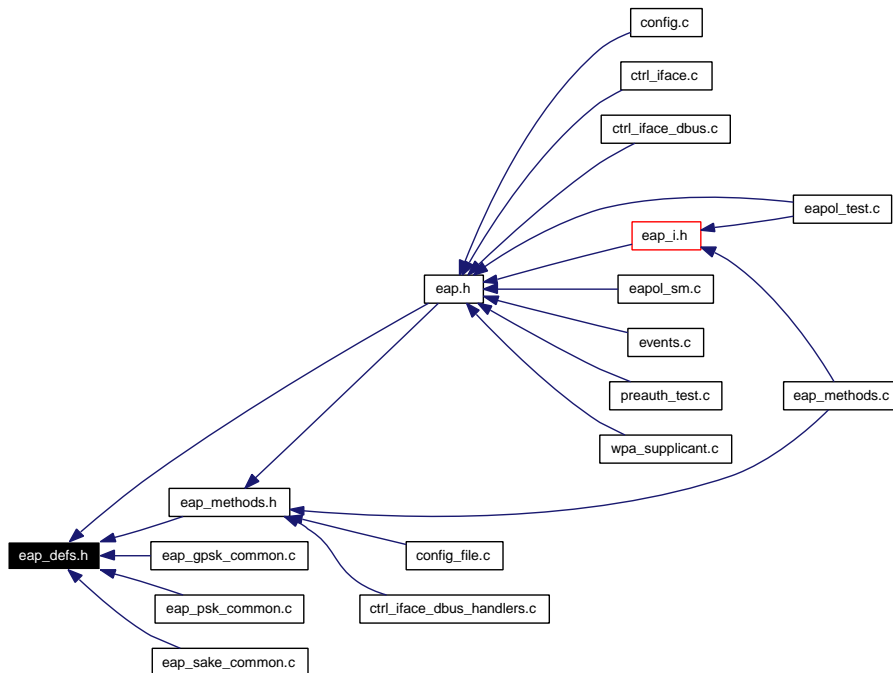 config.c
ctrl_iface.c
ctrl_iface_dbus.c
eapol_test.c
eap_i.h
eap.h
eapol_sm.c
events.c
preauth_test.c
eap_methods.c
wpa_supplicant.c
eap_methods.h
eap_defs.h
eap_gpsk_common.c
config_file.c
eap_psk_common.c
ctrl_iface_dbus_handlers.c
eap_sake_common.c